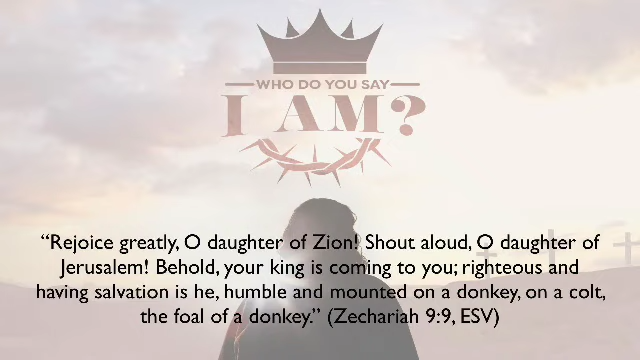 WHO DO YOU SAY
I AM?
“Rejoice greatly, O daughter of Zion! Shout aloud, O daughter of
Jerusalem! Behold, your king is coming to you; righteous and
having salvation is he, humble and mounted on a donkey, on a colt,
the foal of a donkey.” (Zechariah 9:9, ESV)